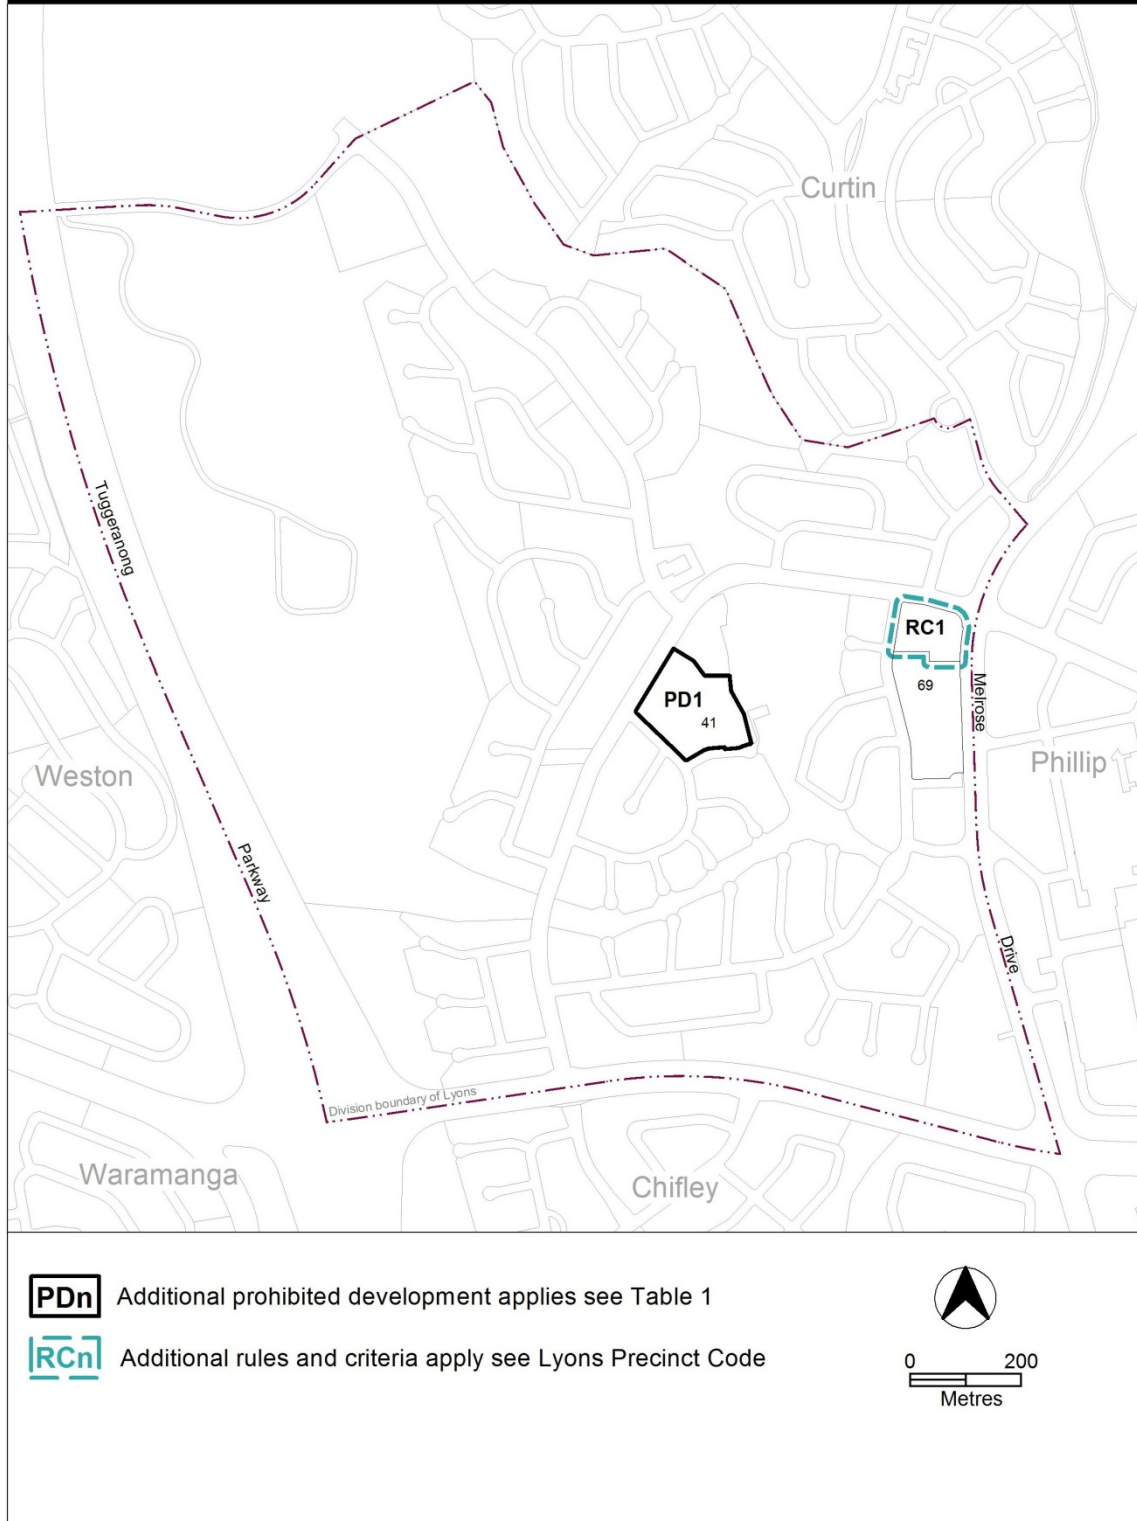 Curtin
Tuggeranong
RC1
69
Melrose
PD1
41
Weston
Phillip
Parkway
Drive
Division boundary of Lyons
Waramanga
Chifley
PDn Additional prohibited development applies see Table 1
RCn Additional rules and criteria apply see Lyons Precinct Code
0 200
Metres